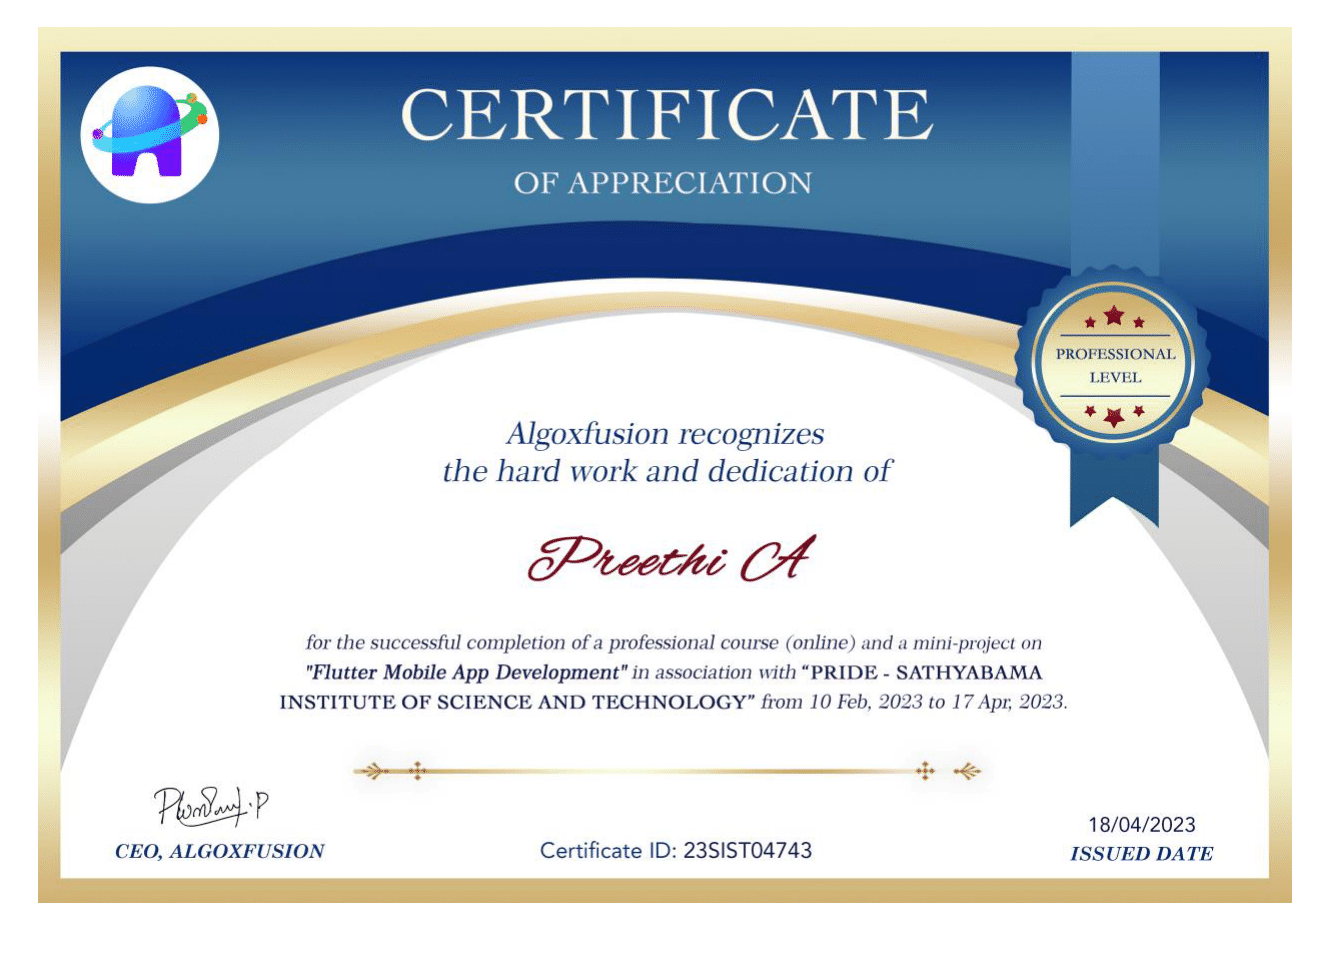 CERTIFICATE
OF APPRECIATION
PROFESSIONAL
LEVEL
Algoxfusion recognizes
the hard work and dedication of
Preethi A
for the successful completion of a professional course (online) and a mini-project on
"Flutter Mobile App Development" in association with “PRIDE - SATHYABAMA
INSTITUTE OF SCIENCE AND TECHNOLOGY” from 10 Feb, 2023 to 17 Apr, 2023.
CEO, ALGOXFUSION
Certificate ID: 23SIST04743
18/04/2023
ISSUED DATE